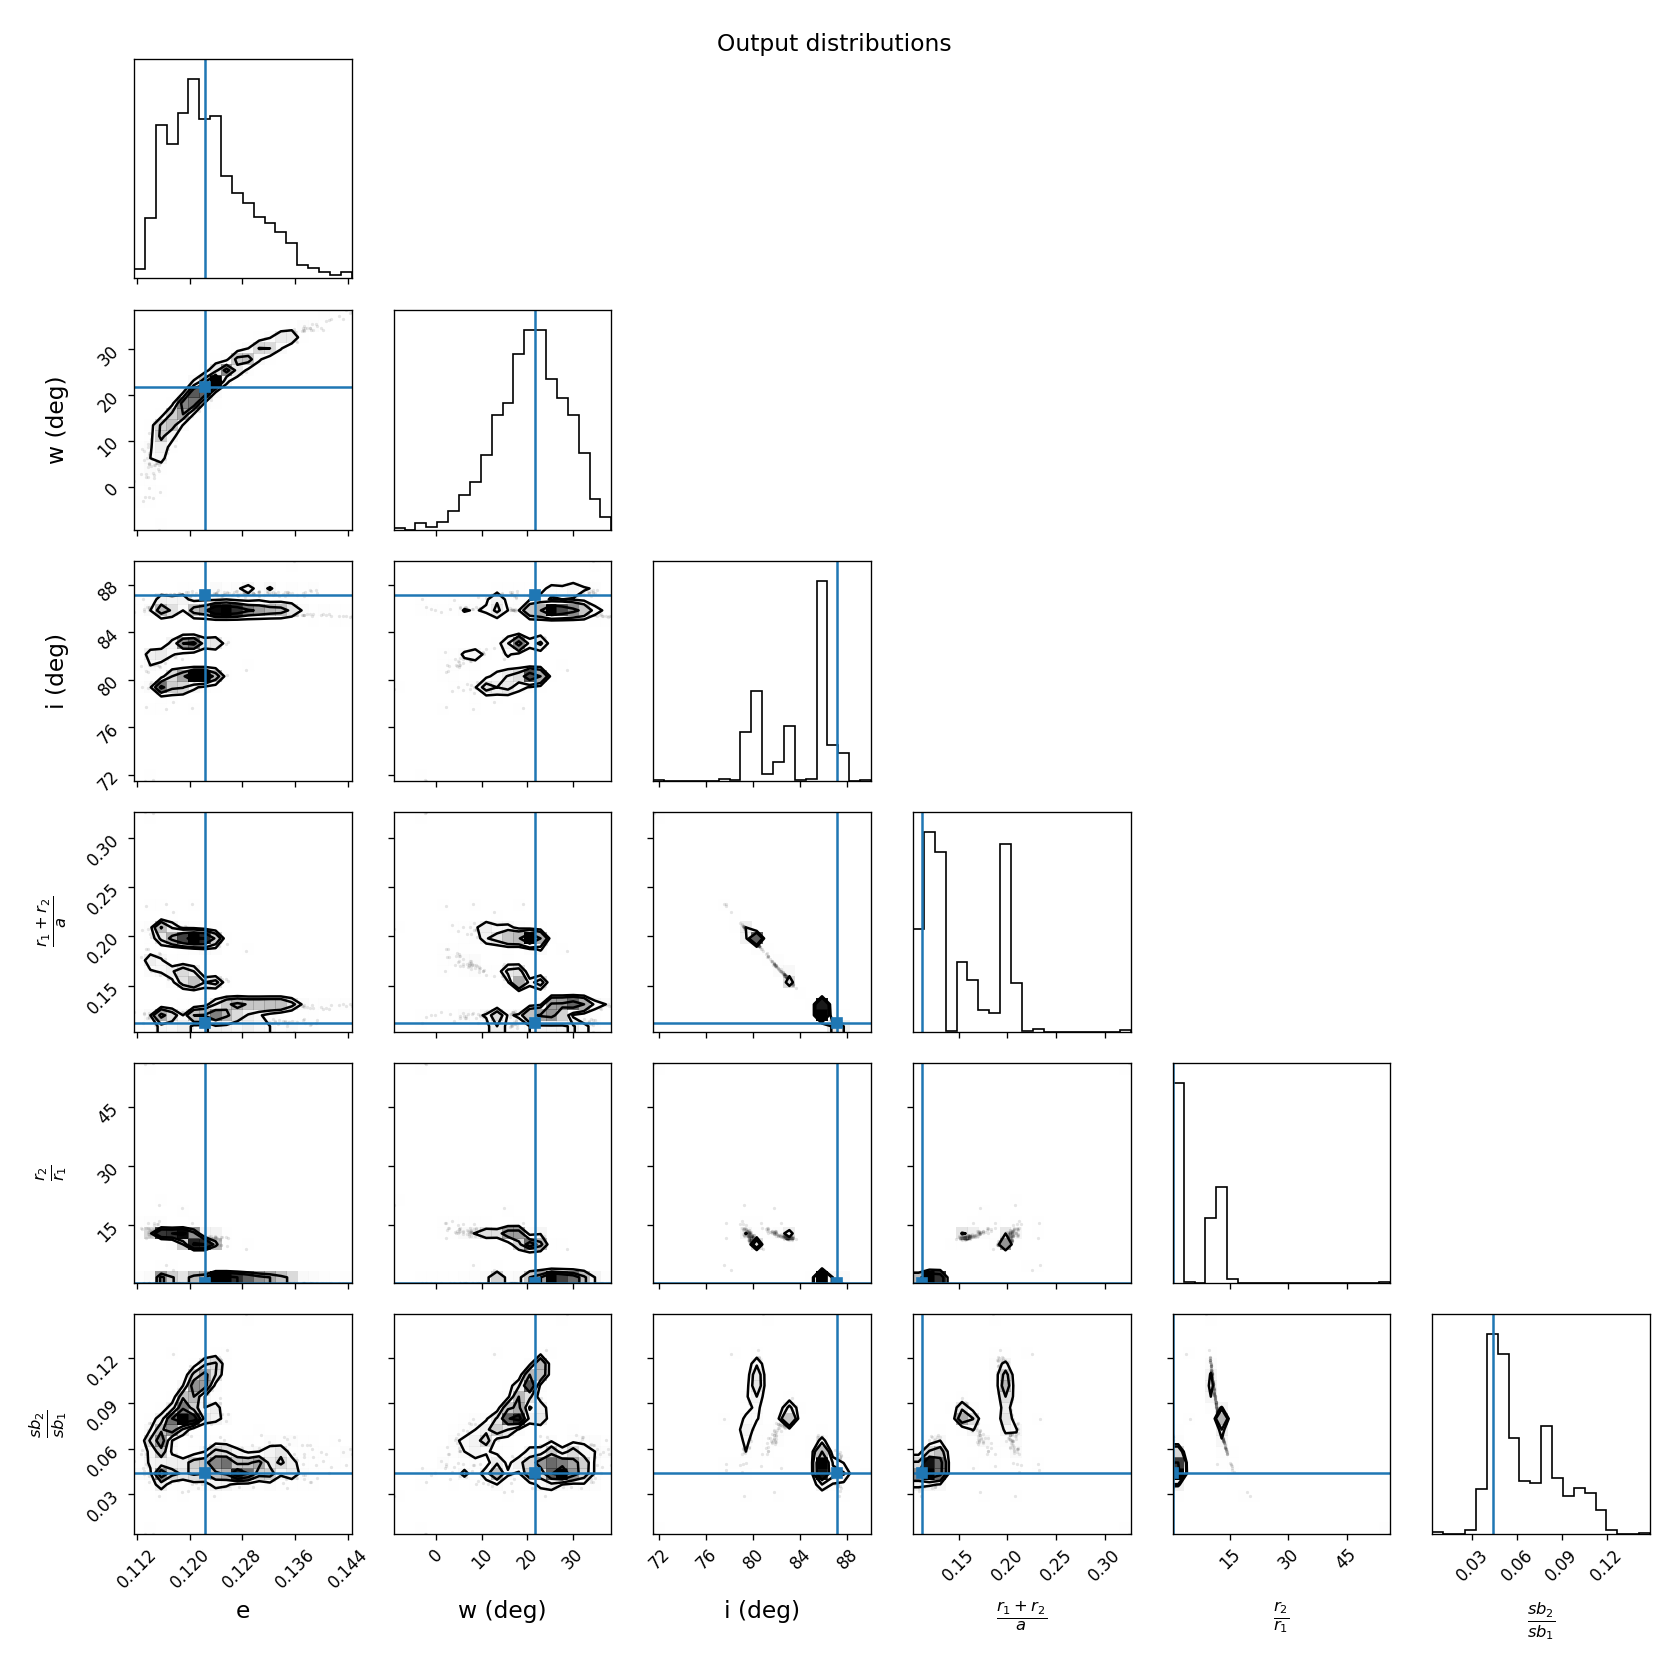 Output distributions
w (deg)
30
20
10
0
i (deg)
88
84
80
76
72
r₁ + r₂
a
0.30
0.25
0.20
0.15
r₂
r₁
45
30
15
sb₂
sb₁
0.12
0.09
0.06
0.03
0.112 0.120 0.128 0.136 0.144
0 10 20 30
72 76 80 84 88
0.15 0.20 0.25 0.30
15 30 45
0.03 0.06 0.09 0.12
e
w (deg)
i (deg)
r₁ + r₂
a
r₂
r₁
sb₂
sb₁